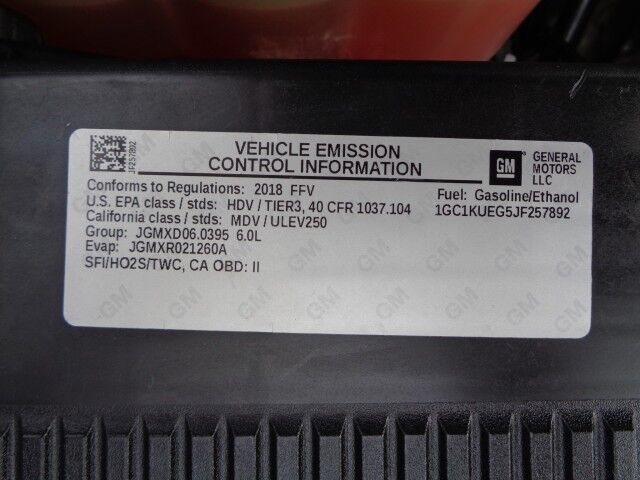 VEHICLE EMISSION
CONTROL INFORMATION
GM
GENERAL
MOTORS
LLC
JF257892
Conforms to Regulations: 2018 FFV
Fuel: Gasoline/Ethanol
U.S. EPA class / stds: HDV / TIER3, 40 CFR 1037.104
1GC1KUEG5JF257892
California class / stds: MDV / ULEV250
Group: JGMXD06.0395 6.0L
Evap: JGMXR021260A
SFI/HO2S/TWC, CA OBD: II